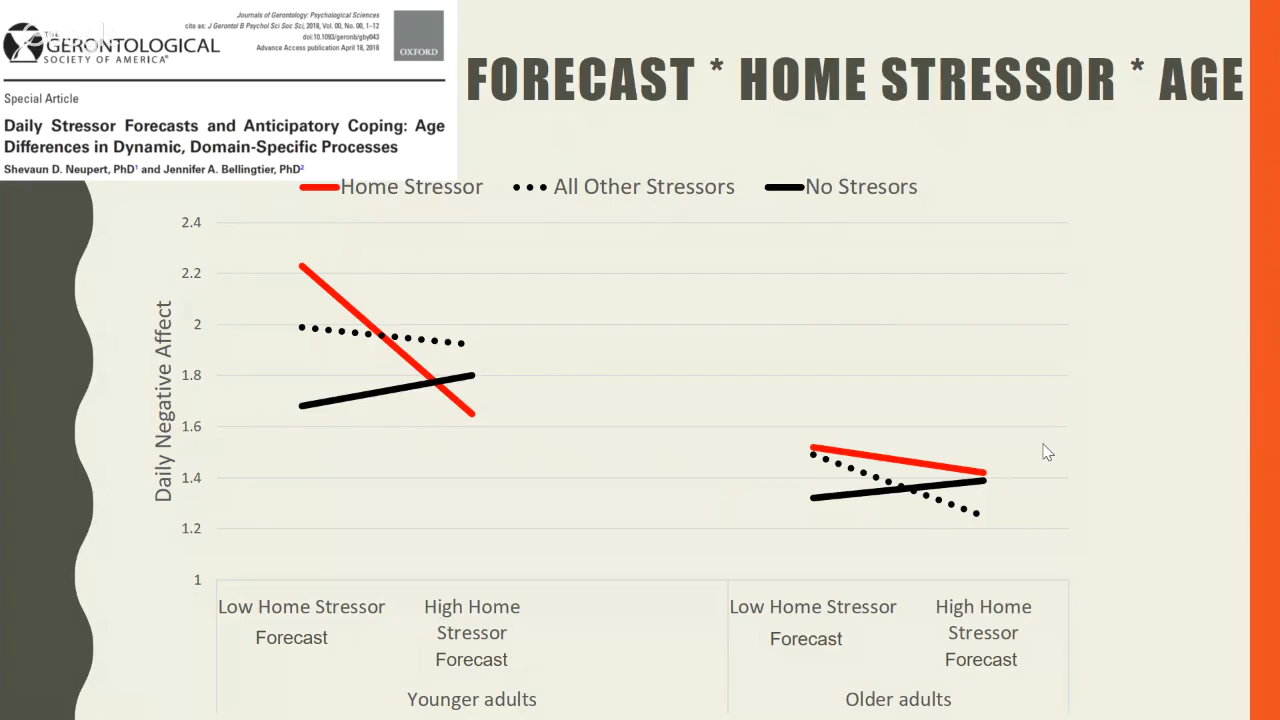 Journals of Gerontology: Psychological Sciences
cite as: J Gerontol B Psychol Sci Soc Sci, 2018, Vol. 00, No. 00, 1–12
doi:10.1093/geronb/gby043
Advance Access publication April 18, 2018
THE
GERONTOLOGICAL
SOCIETY OF AMERICA®
OXFORD
Special Article
Daily Stressor Forecasts and Anticipatory Coping: Age
Differences in Dynamic, Domain-Specific Processes
Shevaun D. Neupert, PhD¹ and Jennifer A. Bellingtier, PhD²
FORECAST * HOME STRESSOR * AGE
Home Stressor All Other Stressors No Stresors
Daily Negative Affect
2.4
2.2
2
1.8
1.6
1.4
1.2
1
Low Home Stressor
Forecast
High Home
Stressor
Forecast
Younger adults
Low Home Stressor
Forecast
High Home
Stressor
Forecast
Older adults